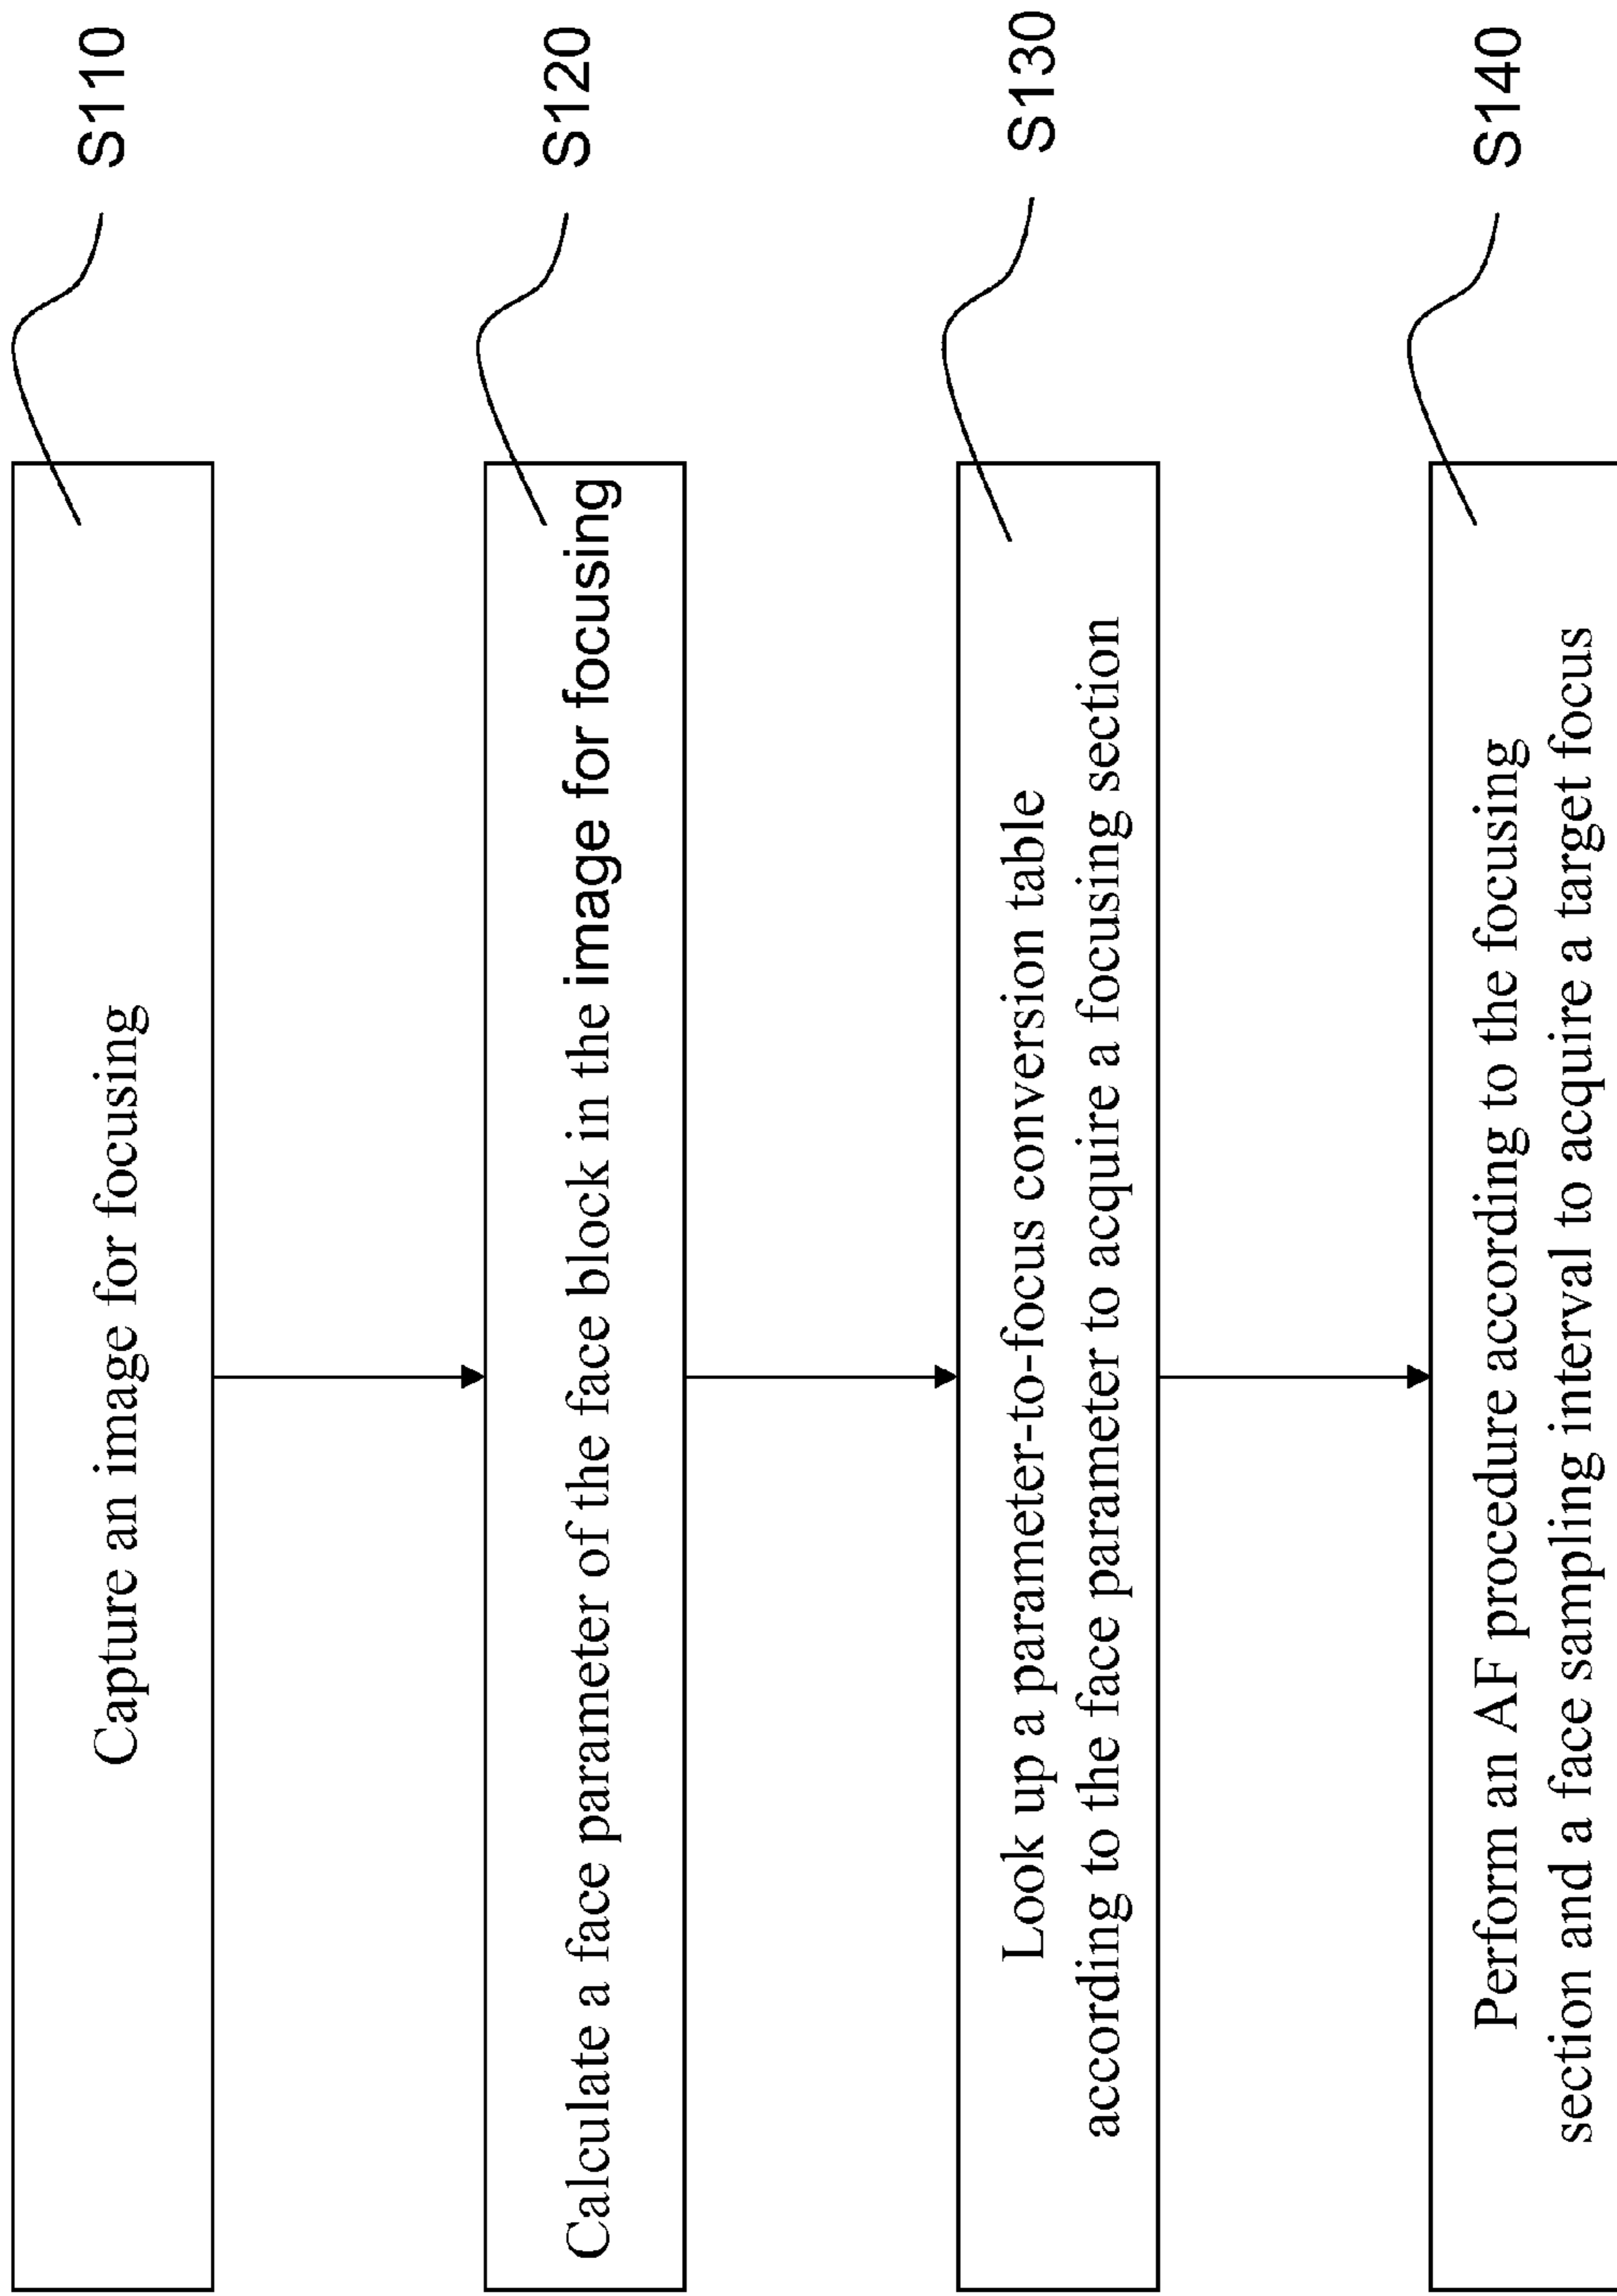 Capture an image for focusing
S110
Calculate a face parameter of the face block in the image for focusing
S120
Look up a parameter-to-focus conversion table
according to the face parameter to acquire a focusing section
S130
Perform an AF procedure according to the focusing
section and a face sampling interval to acquire a target focus
S140